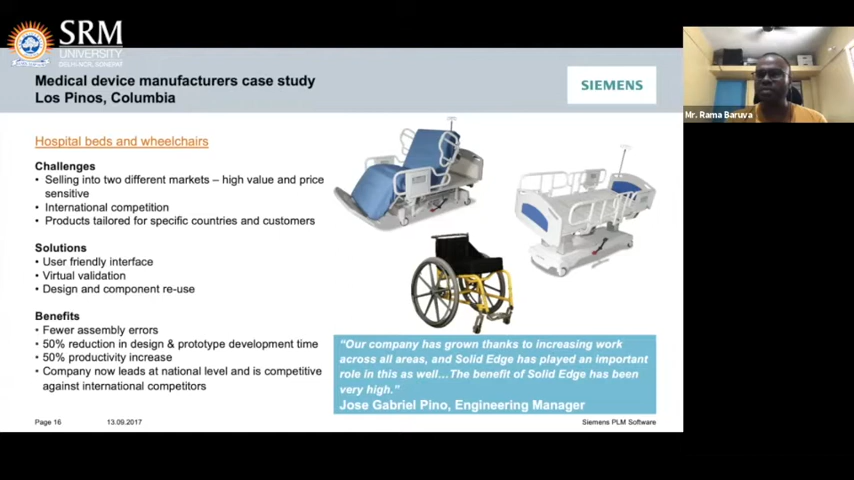 SRM
UNIVERSITY
DELHI-NCR, SONEPAT
Medical device manufacturers case study
Los Pinos, Columbia
SIEMENS
Mr. Rama Baruva
Hospital beds and wheelchairs
Challenges
• Selling into two different markets – high value and price
sensitive
• International competition
• Products tailored for specific countries and customers
Solutions
• User friendly interface
• Virtual validation
• Design and component re-use
Benefits
• Fewer assembly errors
• 50% reduction in design & prototype development time
• 50% productivity increase
• Company now leads at national level and is competitive
against international competitors
“Our company has grown thanks to increasing work
across all areas, and Solid Edge has played an important
role in this as well…The benefit of Solid Edge has been
very high.”
Jose Gabriel Pino, Engineering Manager
Page 16
13.09.2017
Siemens PLM Software